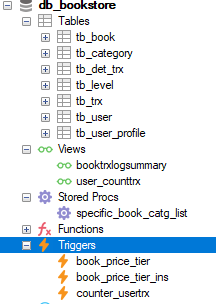 db_bookstore
Tables
tb_book
tb_category
tb_det_trx
tb_level
tb_trx
tb_user
tb_user_profile
Views
booktrxlogsummary
user_counttrx
Stored Procs
specific_book_catg_list
Functions
Triggers
book_price_tier
book_price_tier_ins
counter_usertrx